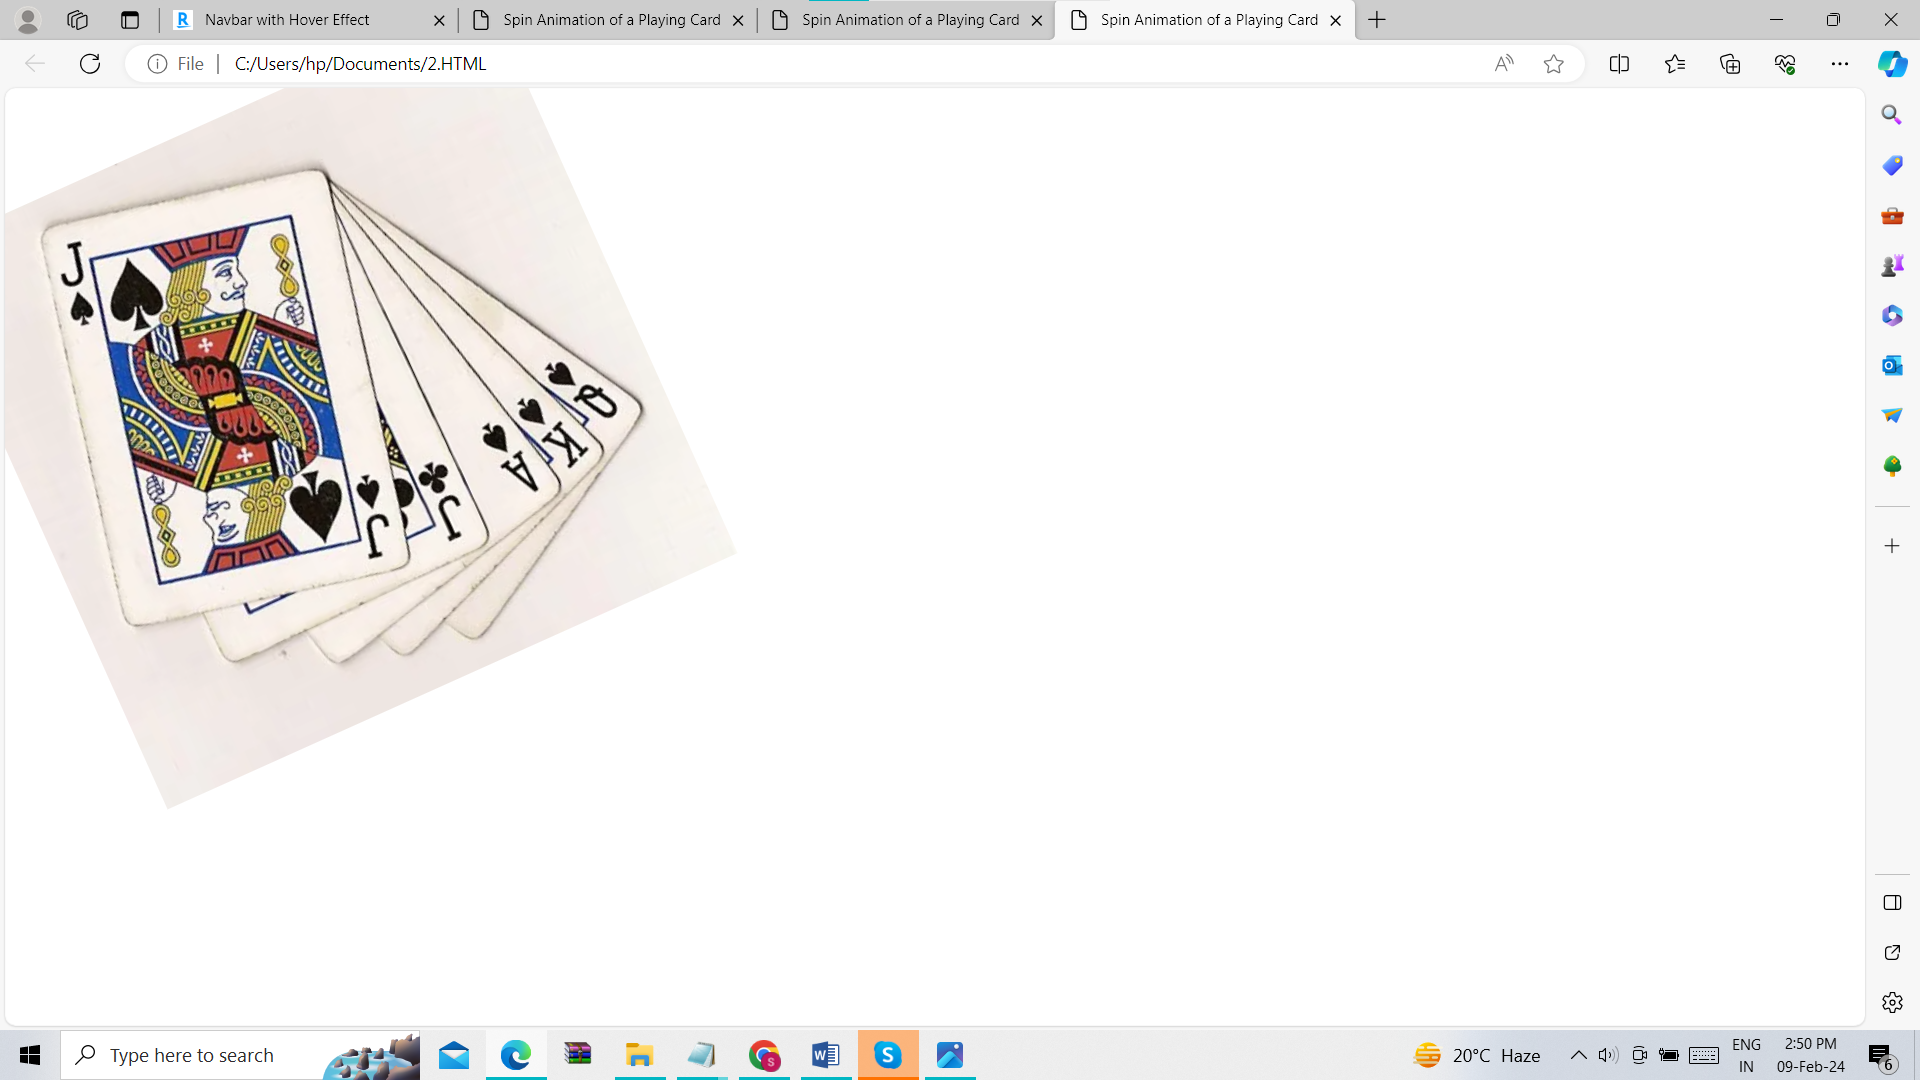 Navbar with Hover Effect
Spin Animation of a Playing Card
Spin Animation of a Playing Card
Spin Animation of a Playing Card
File
C:/Users/hp/Documents/2.HTML
J
J
J
A
K
Q
Type here to search
20°C Haze
ENG
IN
2:50 PM
09-Feb-24
6